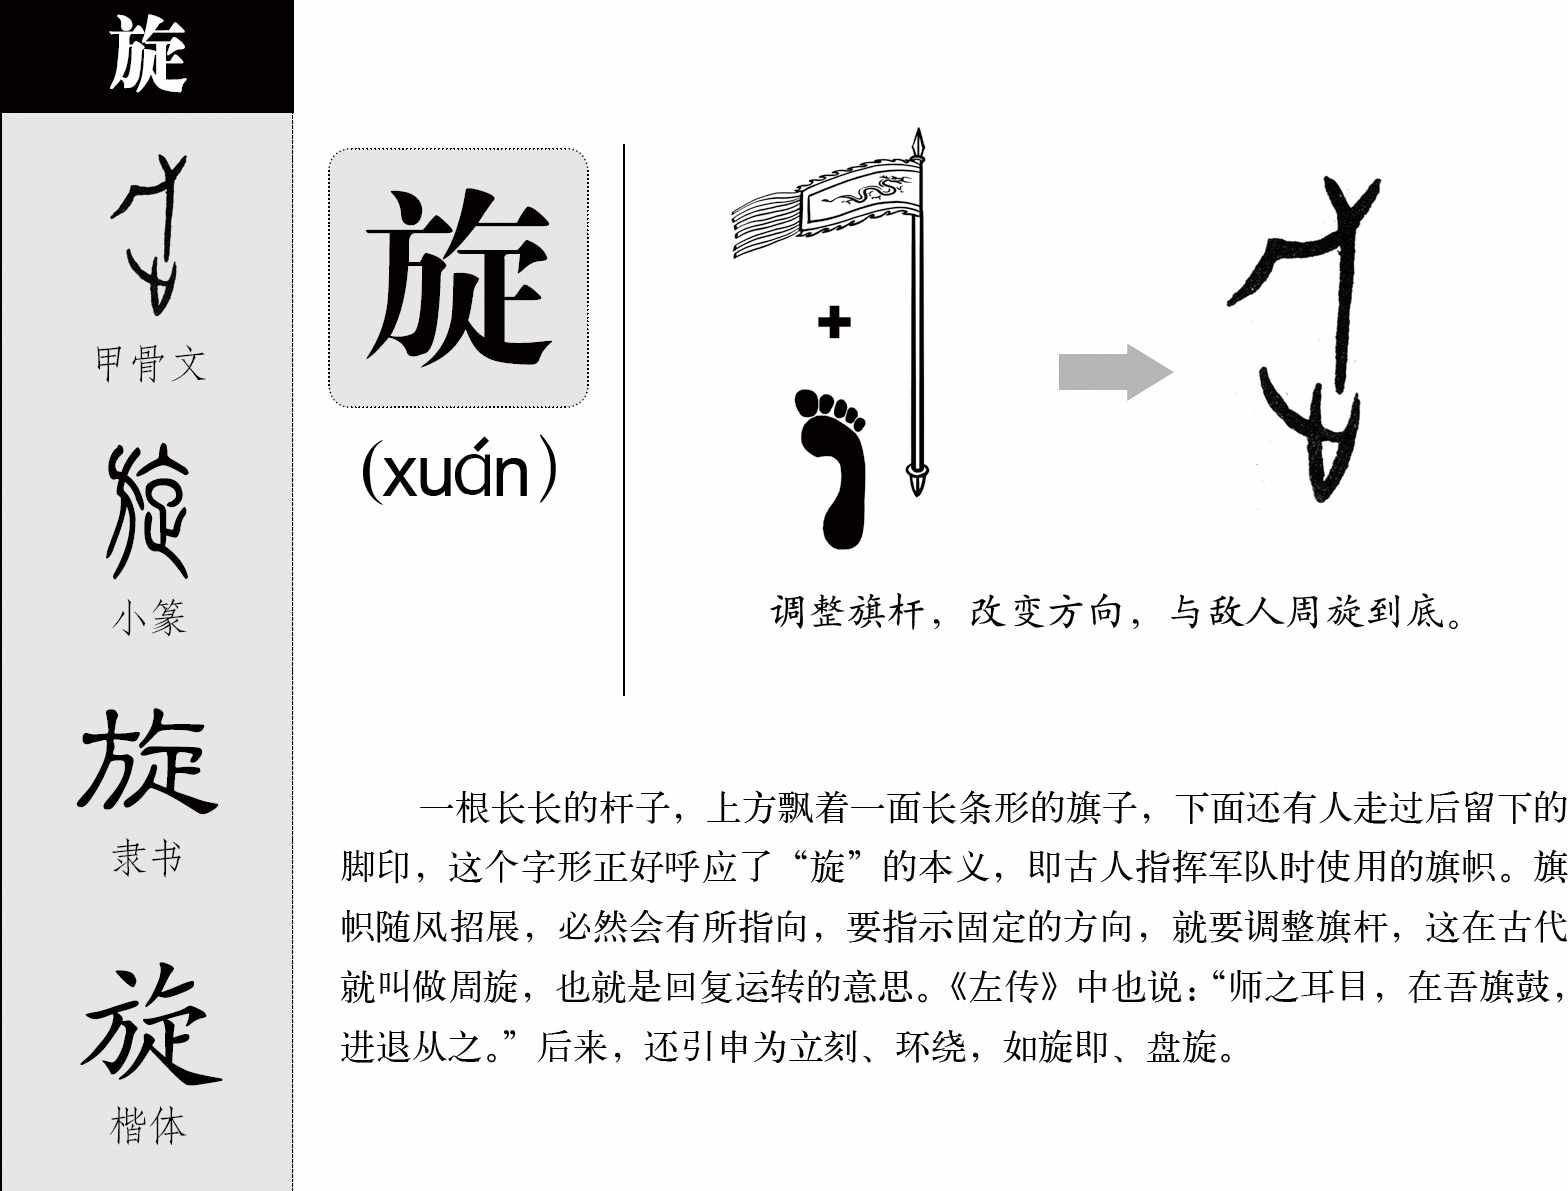 旋
甲骨文
小篆
隶书
楷体
旋
(xuán)
+
调整旗杆，改变方向，与敌人周旋到底。
一根长长的杆子，上方飘着一面长条形的旗子，下面还有人走过后留下的
脚印，这个字形正好呼应了“旋”的本义，即古人指挥军队时使用的旗帜。旗
帜随风招展，必然会有所指向，要指示固定的方向，就要调整旗杆，这在古代
就叫做周旋，也就是回复运转的意思。《左传》中也说：“师之耳目，在吾旗鼓，
进退从之。”后来，还引申为立刻、环绕，如旋即、盘旋。